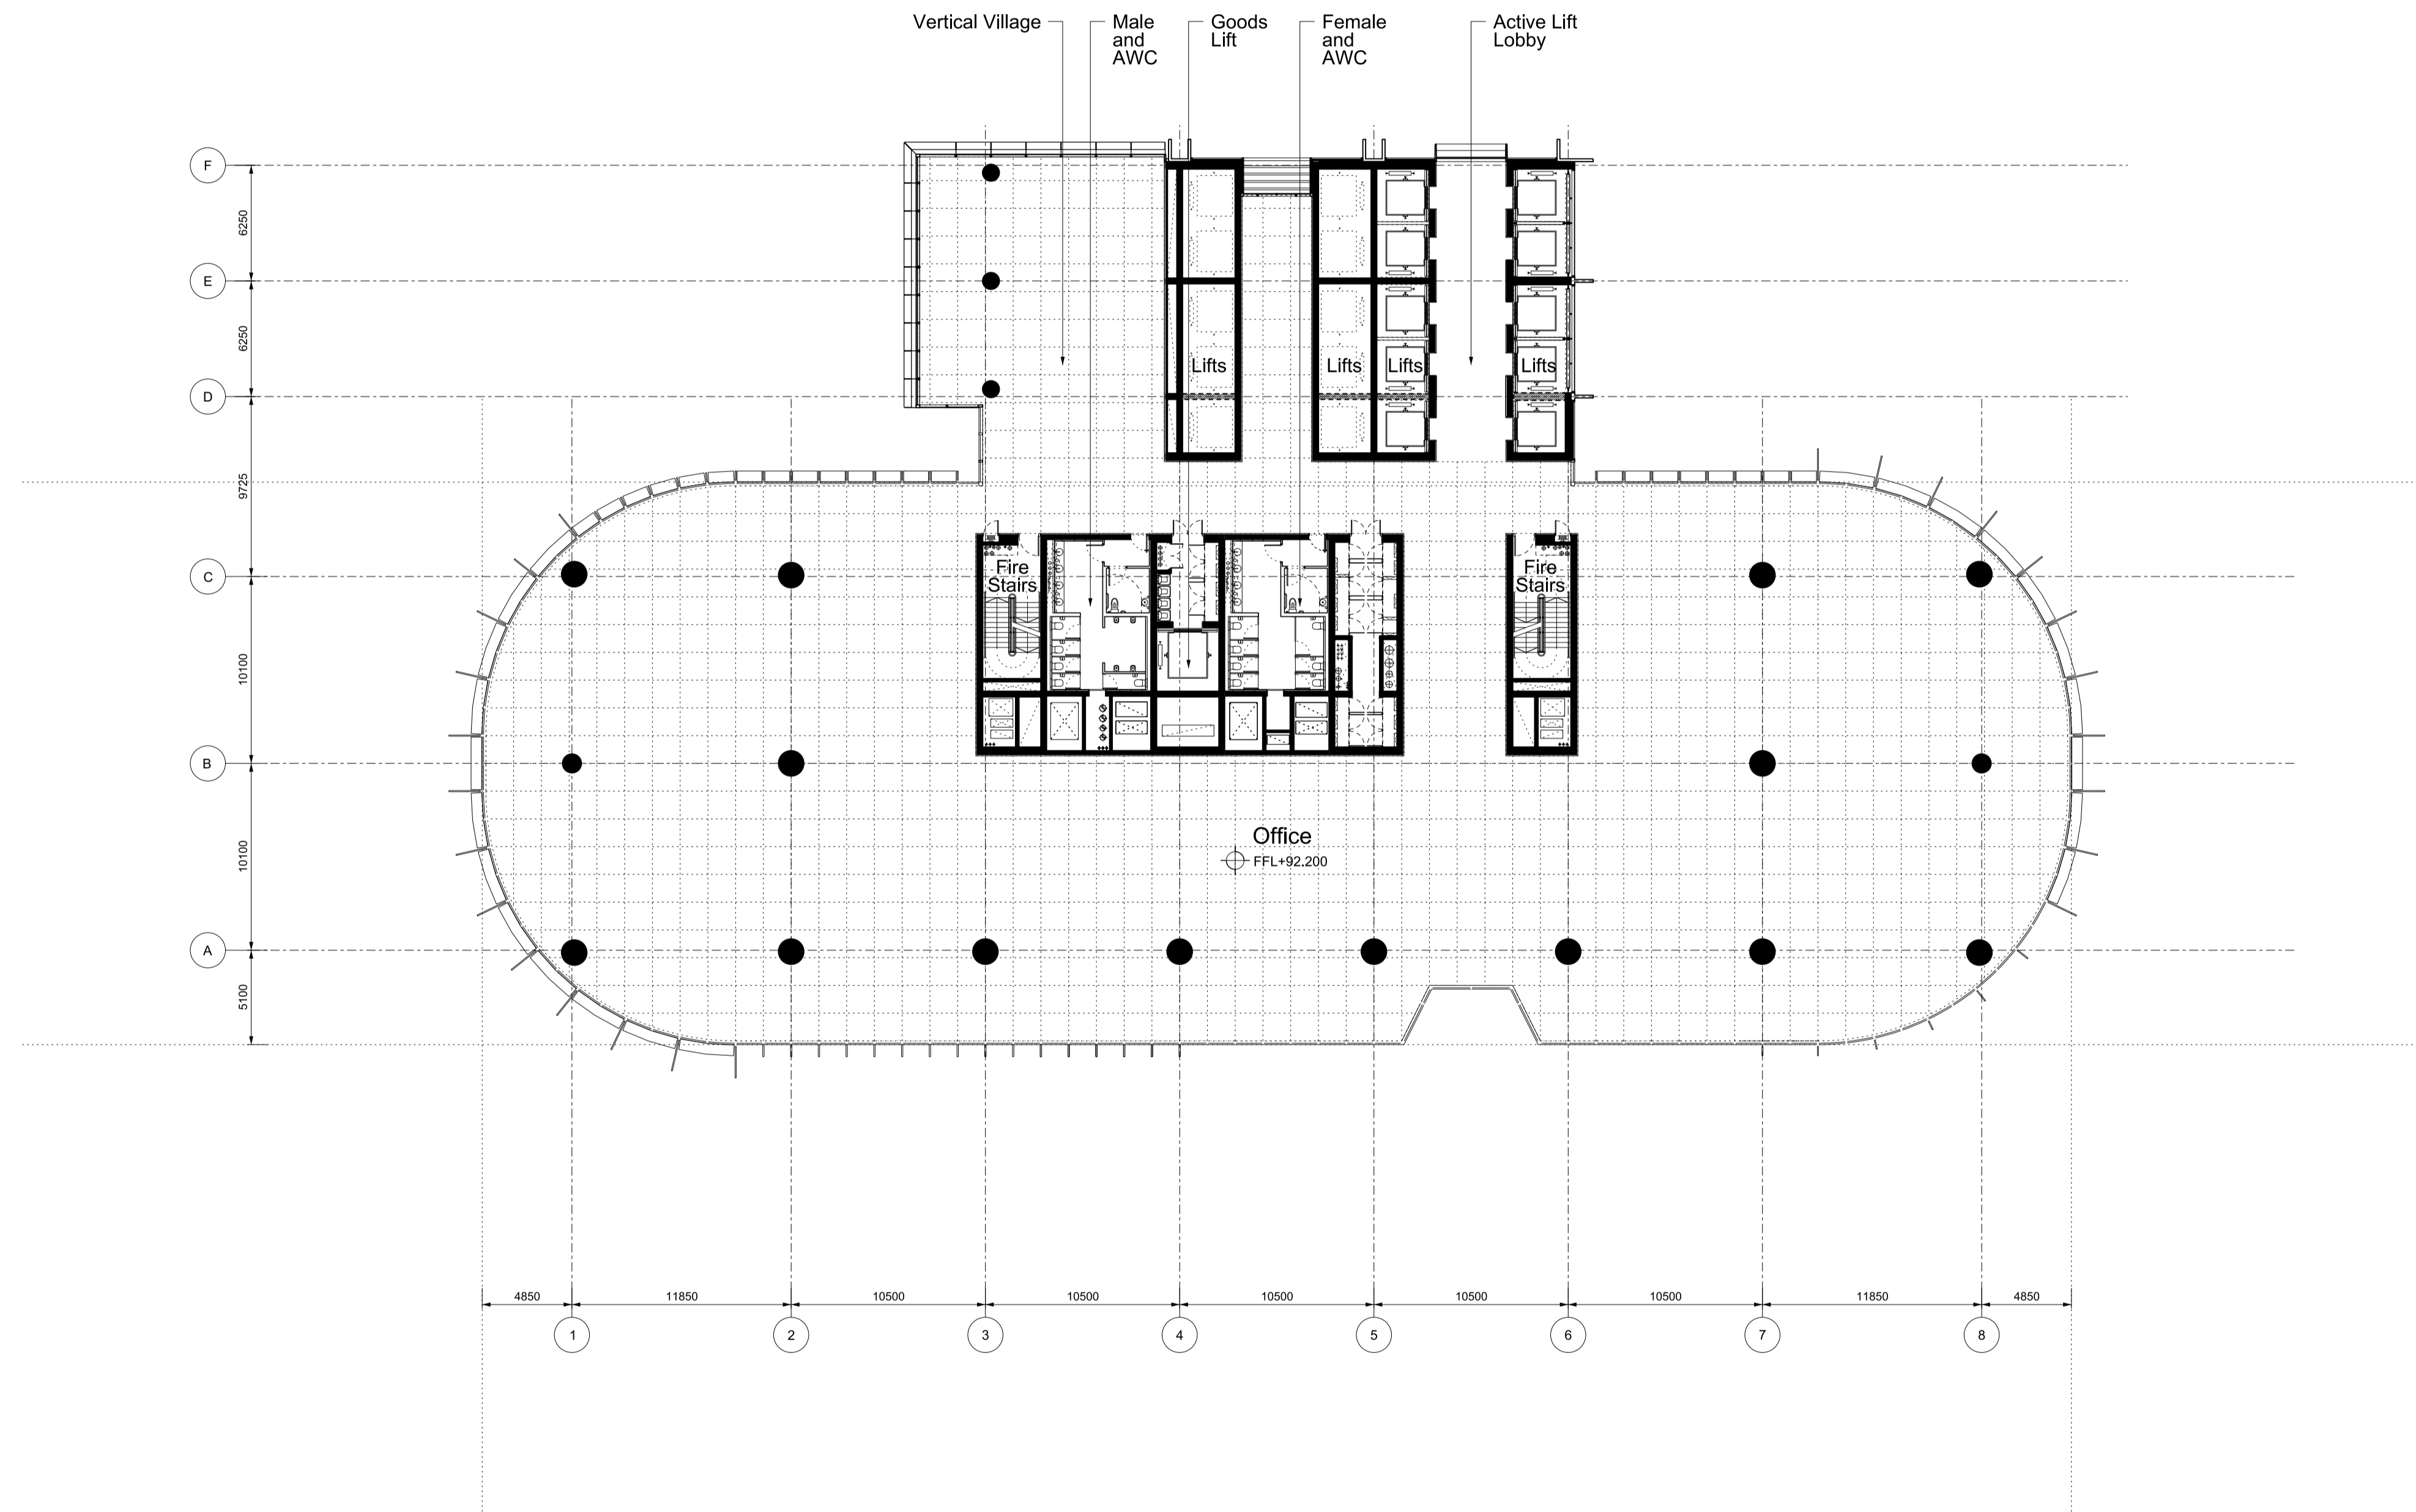 Vertical Village
Male
and
AWC
Goods
Lift
Female
and
AWC
Active Lift
Lobby
F
6250
E
6250
D
9725
C
10100
B
10100
A
5100
Lifts
Lifts
Lifts
Lifts
Fire
Stairs
Fire
Stairs
Office
FFL+92.200
4850
11850
10500
10500
10500
10500
10500
11850
4850
1
2
3
4
5
6
7
8